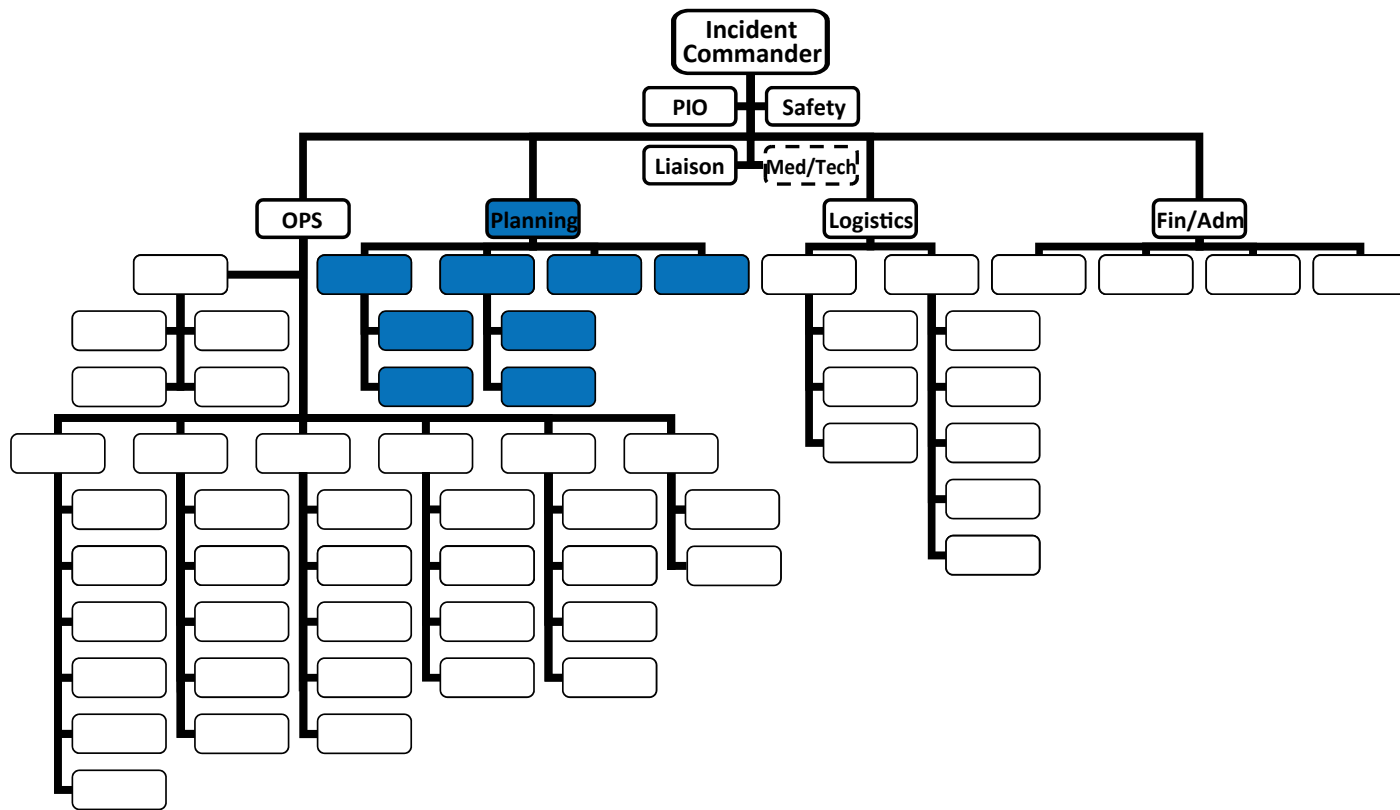 Incident
Commander
PIO
Safety
Liaison
Med/Tech
OPS
Planning
Logistics
Fin/Adm